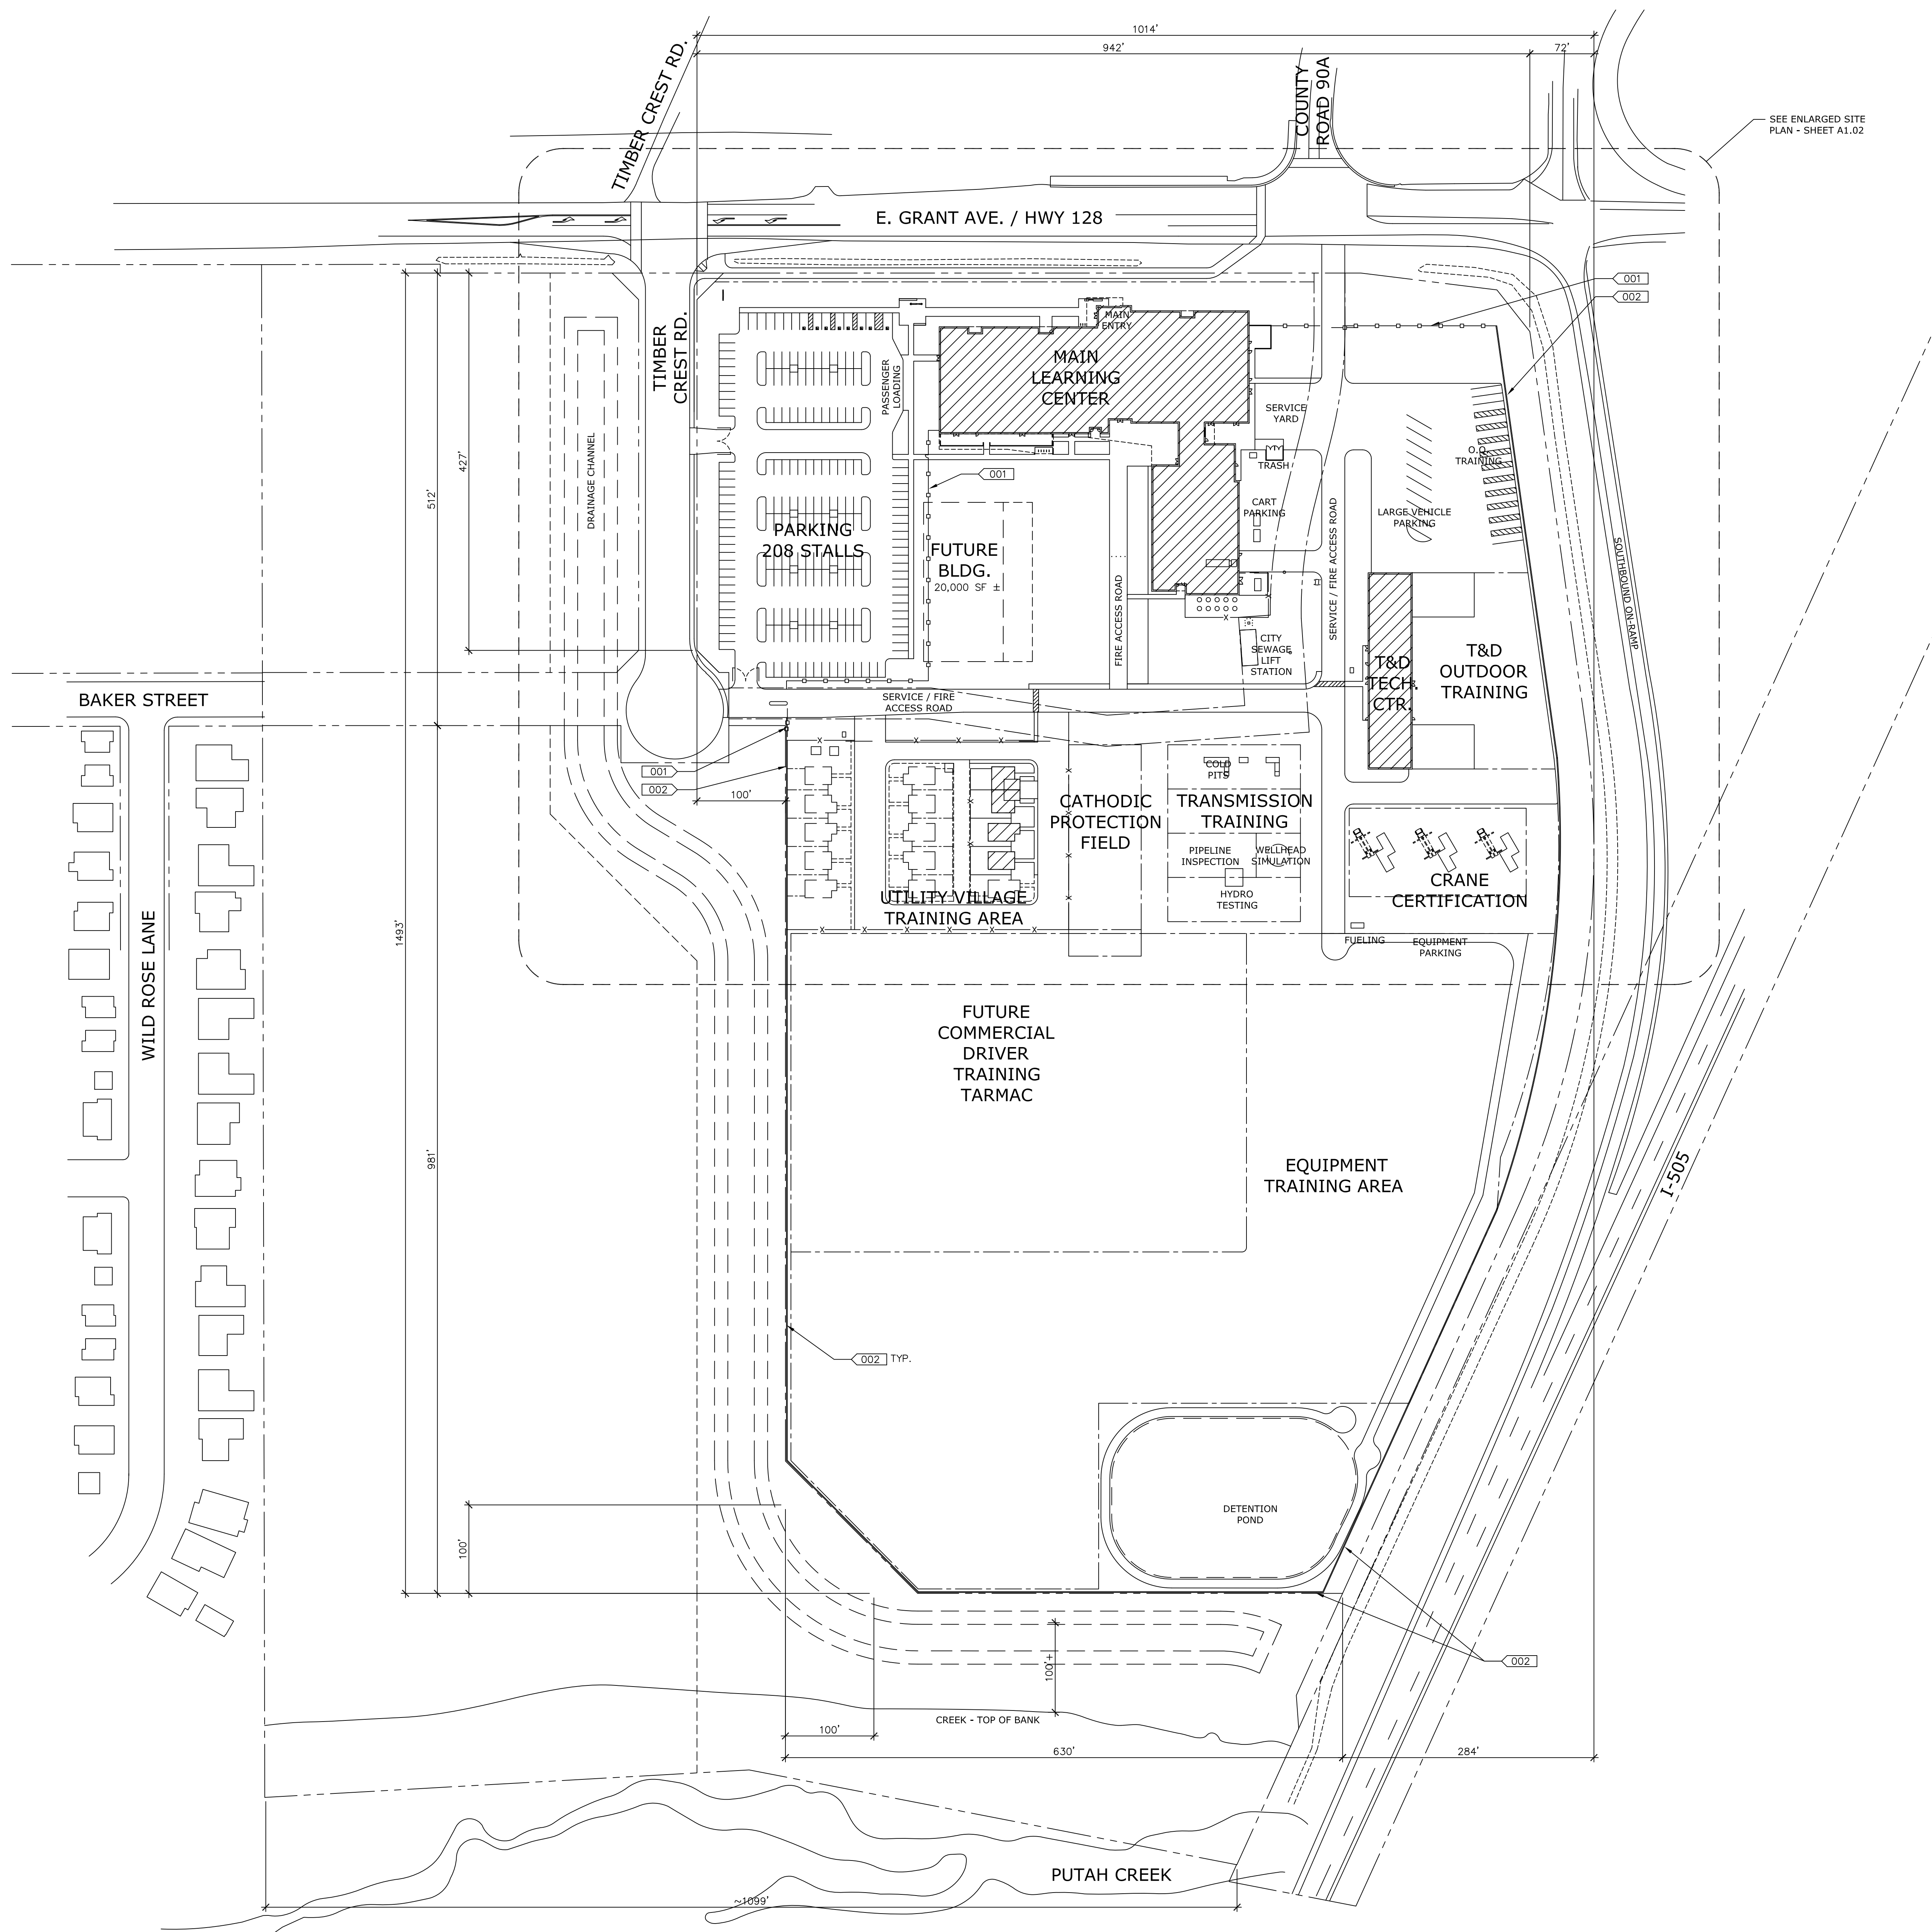 1014'
942'
72'
TIMBER CREST RD.
COUNTY
ROAD 90A
SEE ENLARGED SITE
PLAN - SHEET A1.02
E. GRANT AVE. / HWY 128
001
002
MAIN
ENTRY
TIMBER
CREST RD.
PASSENGER
LOADING
MAIN
LEARNING
CENTER
SERVICE
YARD
427'
512'
DRAINAGE CHANNEL
O.Q.
TRAINING
TRASH
001
CART
PARKING
LARGE VEHICLE
PARKING
PARKING
208 STALLS
FUTURE
BLDG.
20,000 SF ±
FIRE ACCESS ROAD
SERVICE / FIRE ACCESS ROAD
SOUTHBOUND ON-RAMP
CITY
SEWAGE
LIFT
STATION
T&D
TECH.
CTR.
T&D
OUTDOOR
TRAINING
BAKER STREET
SERVICE / FIRE
ACCESS ROAD
001
002
100'
COLD
PITS
CATHODIC
PROTECTION
FIELD
TRANSMISSION
TRAINING
PIPELINE
INSPECTION
WELLHEAD
SIMULATION
HYDRO
TESTING
CRANE
CERTIFICATION
UTILITY VILLAGE
TRAINING AREA
FUELING
EQUIPMENT
PARKING
1493'
WILD ROSE LANE
FUTURE
COMMERCIAL
DRIVER
TRAINING
TARMAC
981'
EQUIPMENT
TRAINING AREA
I-505
002 TYP.
DETENTION
POND
100'
002
100'+
CREEK - TOP OF BANK
100'
630'
284'
PUTAH CREEK
~1099'